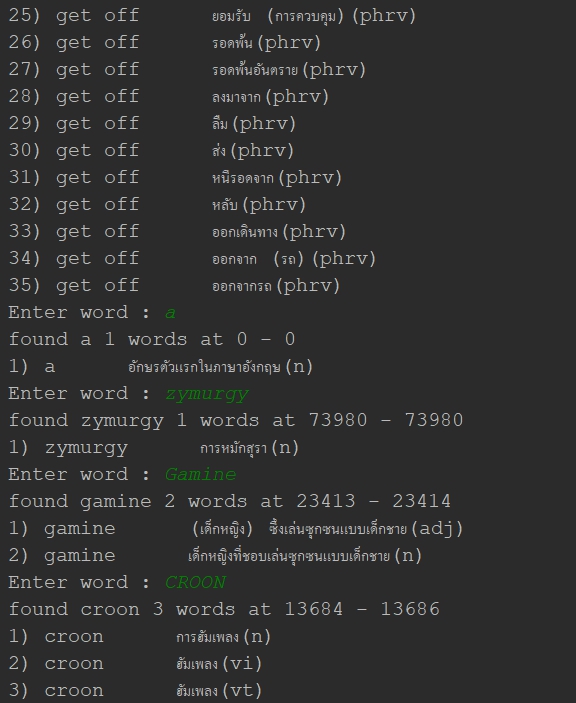 25) get off ยอมรับ (การควบคุม)(phrv)
26) get off รอดพ้น(phrv)
27) get off รอดพ้นอันตราย(phrv)
28) get off ลงมาจาก(phrv)
29) get off ลืม(phrv)
30) get off ส่ง(phrv)
31) get off หนีรอดจาก(phrv)
32) get off หลับ(phrv)
33) get off ออกเดินทาง(phrv)
34) get off ออกจาก (รถ)(phrv)
35) get off ออกจากรถ(phrv)
Enter word : a
found a 1 words at 0 - 0
1) a อักษรตัวแรกในภาษาอังกฤษ(n)
Enter word : zymurgy
found zymurgy 1 words at 73980 - 73980
1) zymurgy การหมักสุรา(n)
Enter word : Gamine
found gamine 2 words at 23413 - 23414
1) gamine (เด็กหญิง) ซึ่งเล่นซุกซนแบบเด็กชาย(adj)
2) gamine เด็กหญิงที่ชอบเล่นซุกซนแบบเด็กชาย(n)
Enter word : CROON
found croon 3 words at 13684 - 13686
1) croon การฮัมเพลง(n)
2) croon ฮัมเพลง(vi)
3) croon ฮัมเพลง(vt)